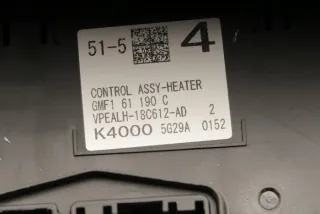 51-5 4
CONTROL ASSY-HEATER
GMF1 61 190 C
VPEALH-18C612-AD 2
K4000 5G29A 0152